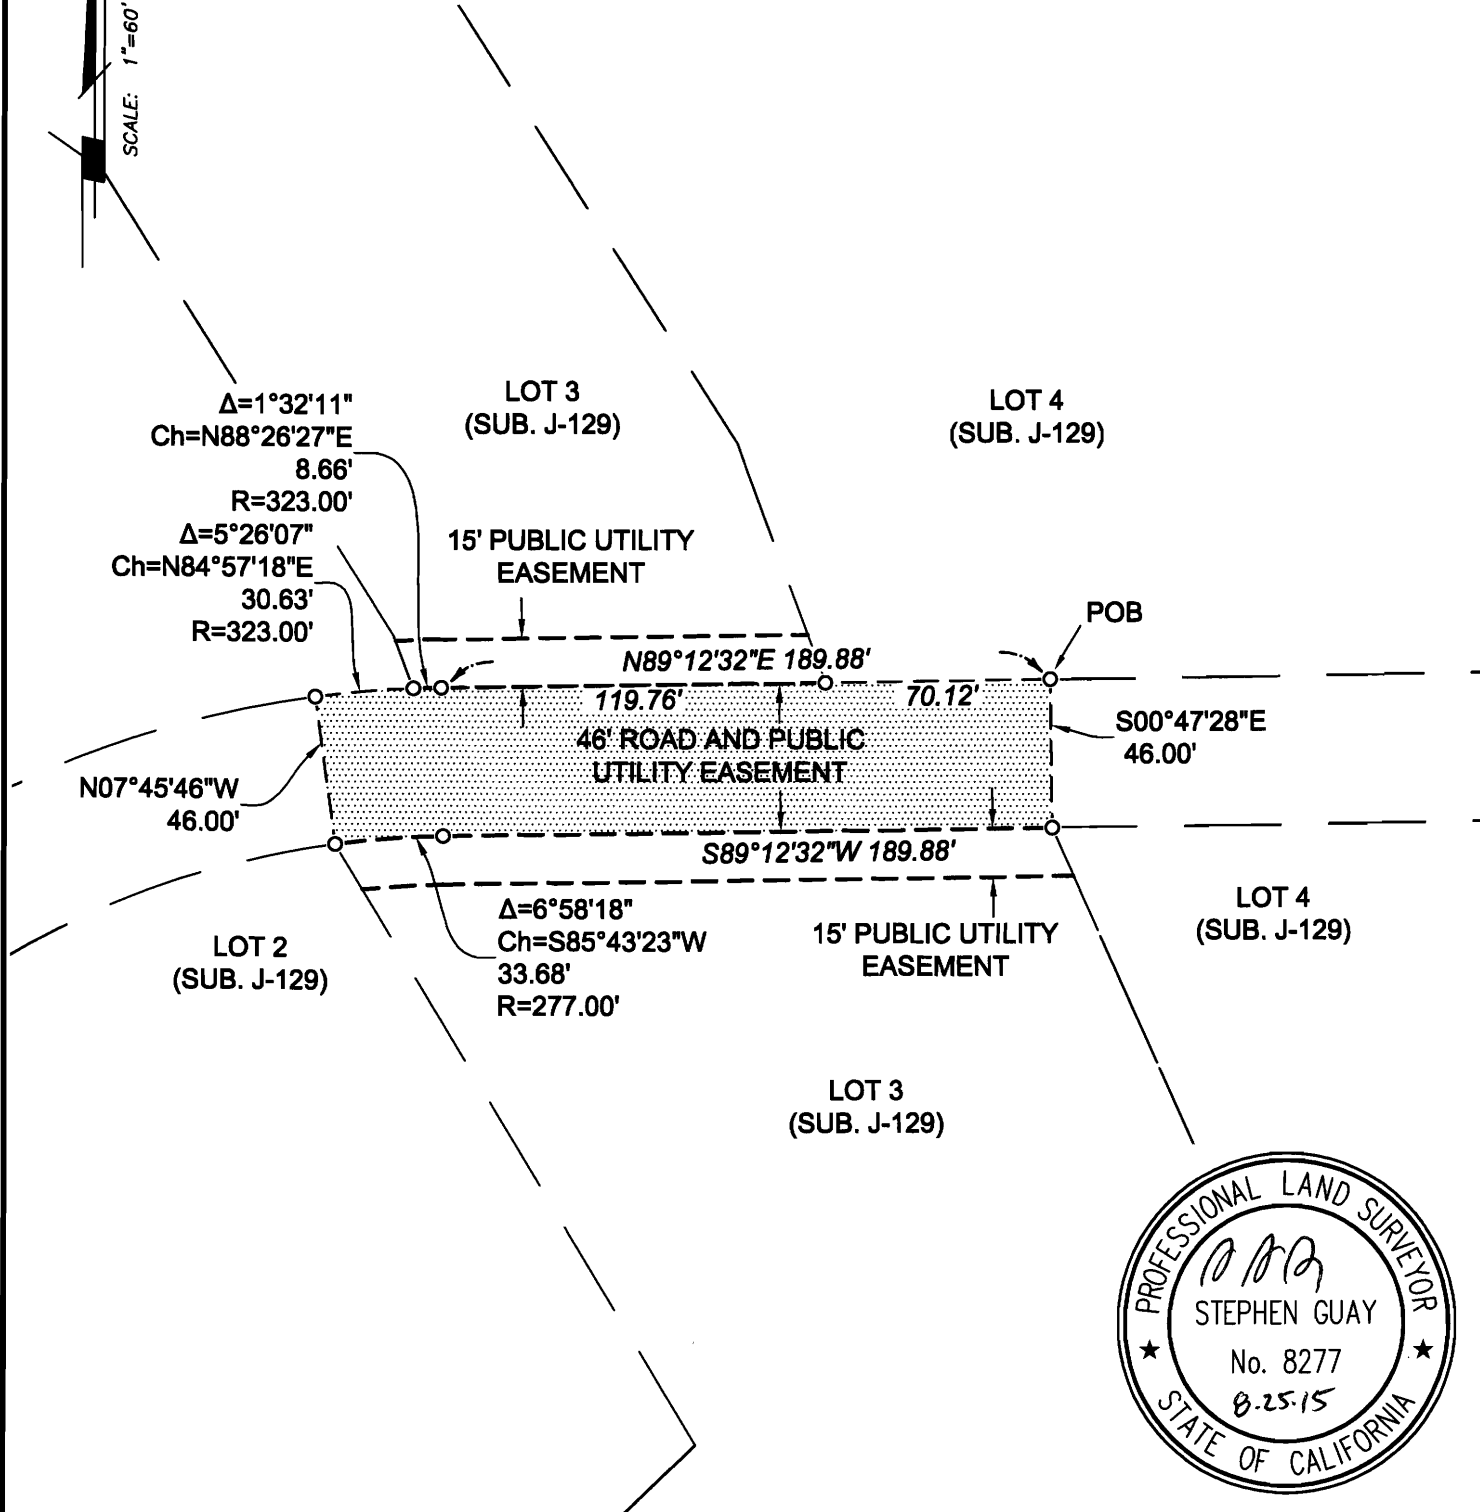 SCALE: 1"=60'
LOT 3
(SUB. J-129)
LOT 4
(SUB. J-129)
Δ=1°32'11"
Ch=N88°26'27"E
8.66'
R=323.00'
Δ=5°26'07"
Ch=N84°57'18"E
30.63'
R=323.00'
15' PUBLIC UTILITY
EASEMENT
POB
N89°12'32"E 189.88'
119.76'
70.12'
46' ROAD AND PUBLIC
UTILITY EASEMENT
S00°47'28"E
46.00'
N07°45'46"W
46.00'
S89°12'32"W 189.88'
Δ=6°58'18"
Ch=S85°43'23"W
33.68'
R=277.00'
15' PUBLIC UTILITY
EASEMENT
LOT 4
(SUB. J-129)
LOT 2
(SUB. J-129)
LOT 3
(SUB. J-129)
PROFESSIONAL LAND SURVEYOR
STEPHEN GUAY
No. 8277
8-25-15
STATE OF CALIFORNIA